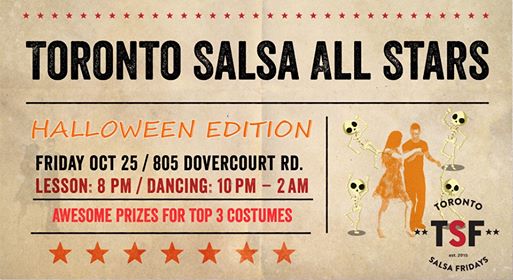 TORONTO SALSA ALL STARS
HALLOWEEN EDITION
FRIDAY OCT 25 / 805 DOVERCOURT RD.
LESSON: 8 PM / DANCING: 10 PM – 2 AM
AWESOME PRIZES FOR TOP 3 COSTUMES
TORONTO
TSF
est. 2015
SALSA FRIDAYS